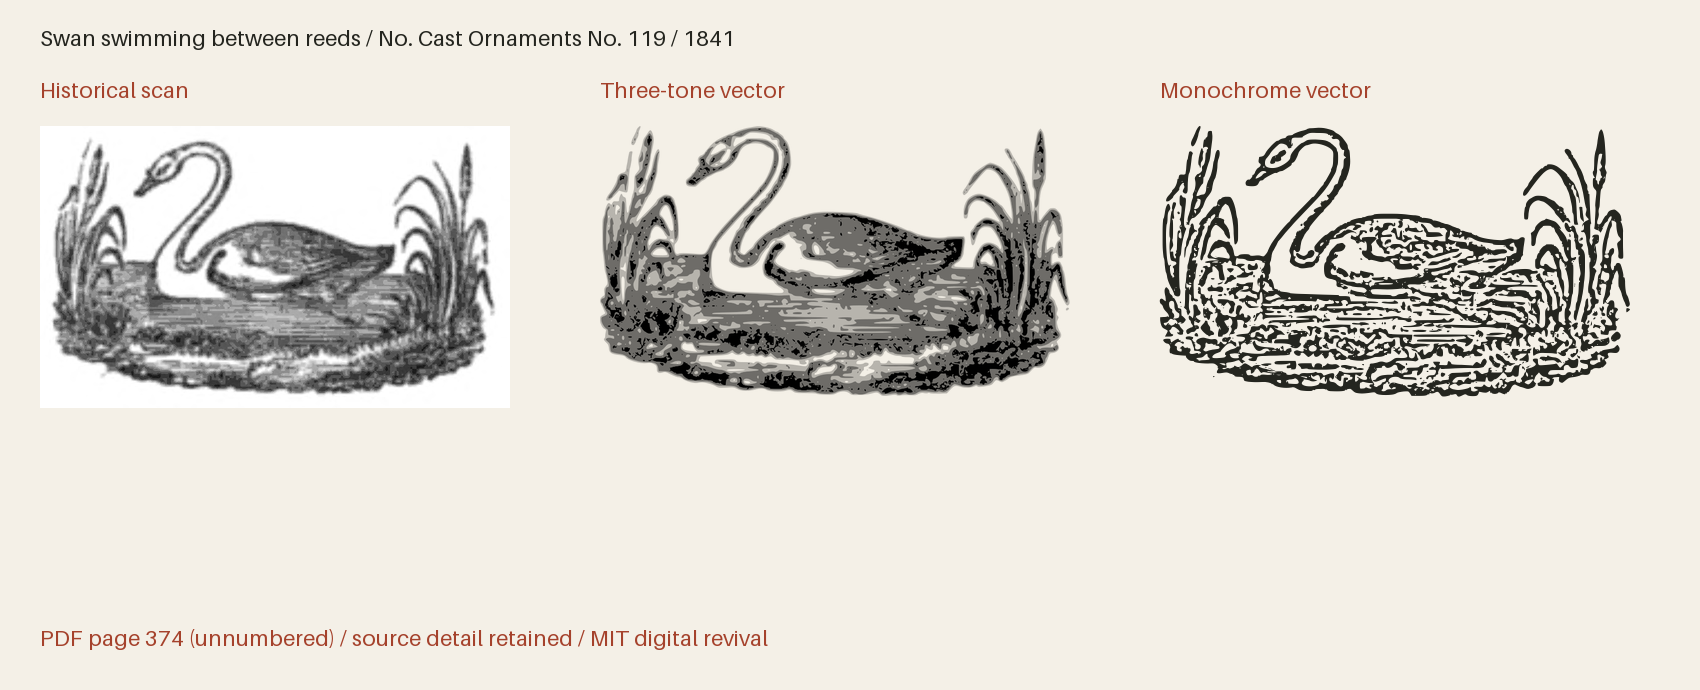 Swan swimming between reeds / No. Cast Ornaments No. 119 / 1841
Historical scan
Three-tone vector
Monochrome vector
PDF page 374 (unnumbered) / source detail retained / MIT digital revival